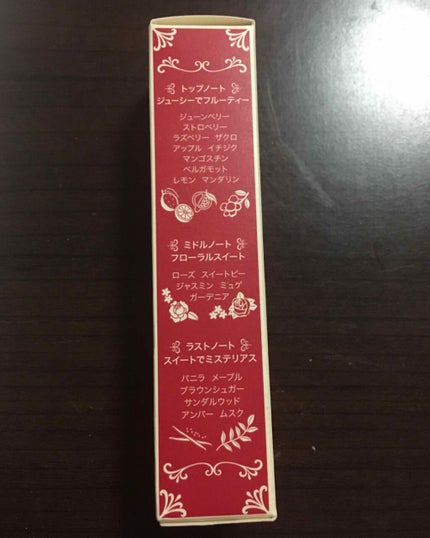 トップノート
ジューシーでフルーティー
ジューンベリー
ストロベリー
ラズベリー ザクロ
アップル イチジク
マンゴスチン
ベルガモット
レモン マンダリン
ミドルノート
フローラルスイート
ローズ スイートピー
ジャスミン ミュゲ
ガーデニア
ラストノート
スイートでミステリアス
バニラ メープル
ブラウンシュガー
サンダルウッド
アンバー ムスク